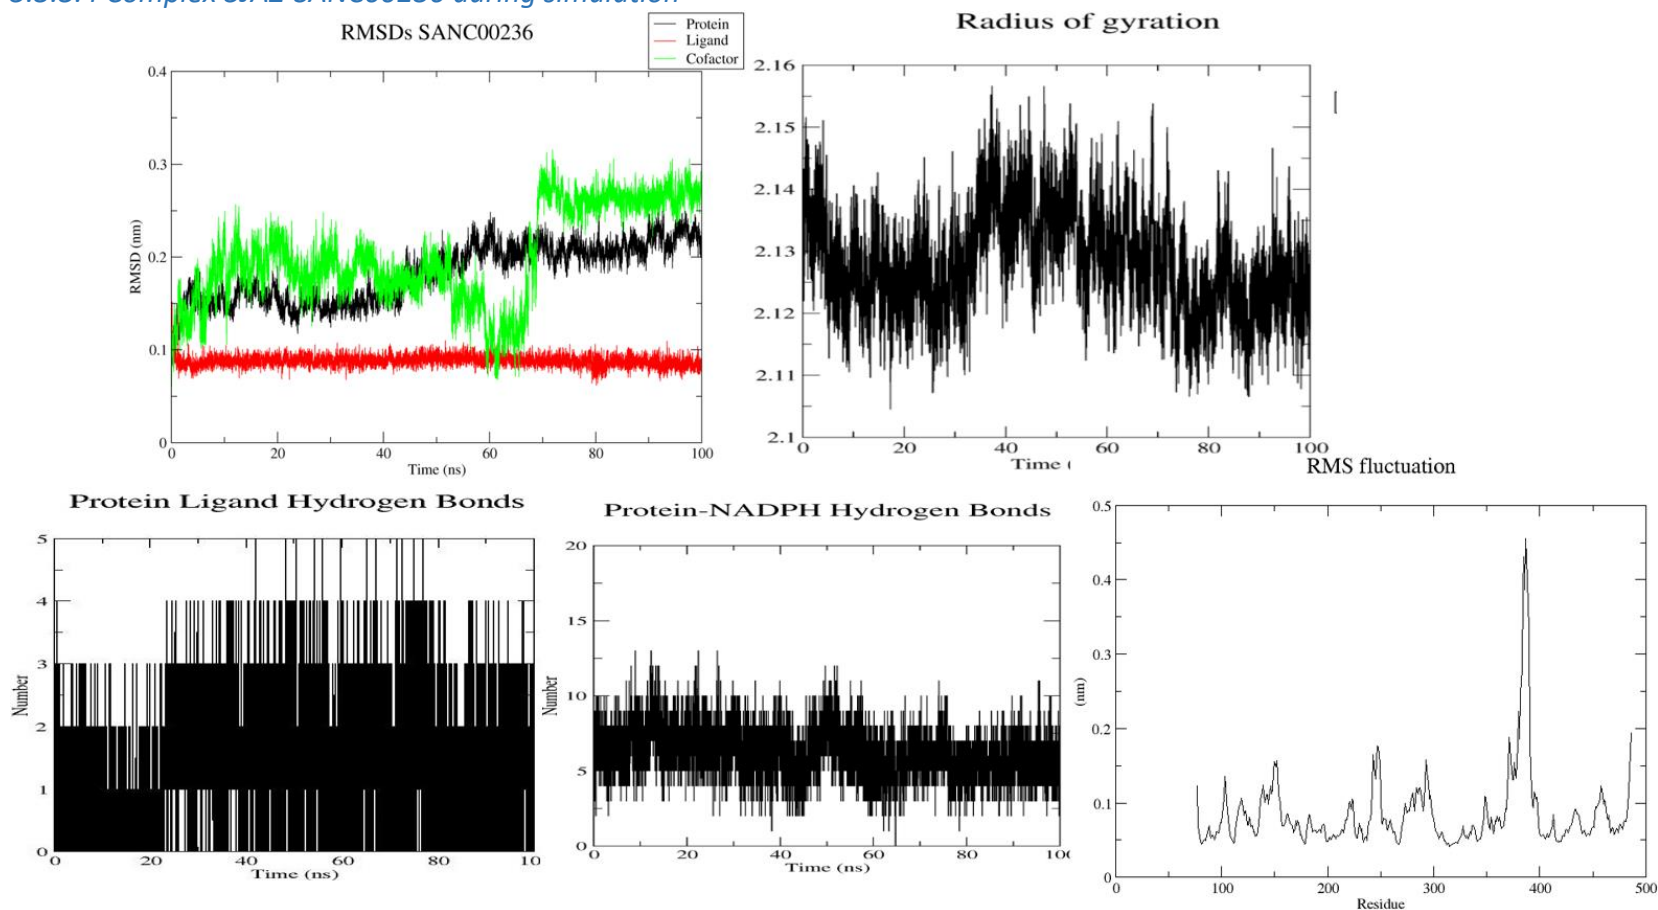 SANC00236 during simulation
RMSDs SANC00236
Protein
Ligand
Cofactor
0.4
0.3
0.2
0.1
0
RMSD (nm)
0 20 40 60 80 100
Time (ns)
Radius of gyration
2.16
2.15
2.14
2.13
2.12
2.11
2.1
0 20 40 60 80 100
Time (
Protein Ligand Hydrogen Bonds
5
4
3
2
1
0
Number
0 20 40 60 80 10
Time (ns)
Protein-NADPH Hydrogen Bonds
20
15
10
5
0
Number
0 20 40 60 80 10(
Time (ns)
RMS fluctuation
0.5
0.4
0.3
0.2
0.1
0
(nm)
0 100 200 300 400 500
Residue